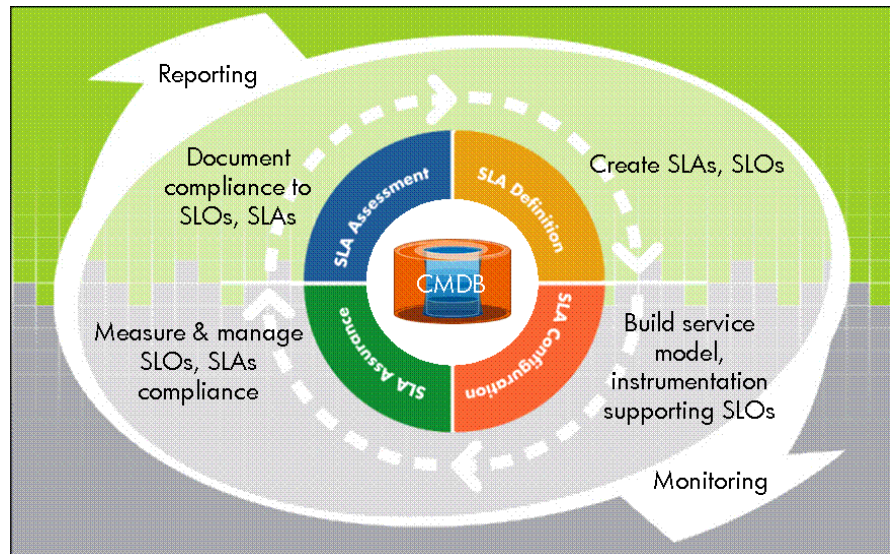 Reporting
Document
compliance to
SLOs, SLAs
Create SLAs, SLOs
SLA Assessment
SLA Definition
CMDB
SLA Assurance
SLA Configuration
Measure & manage
SLOs, SLAs
compliance
Build service
model,
instrumentation
supporting SLOs
Monitoring